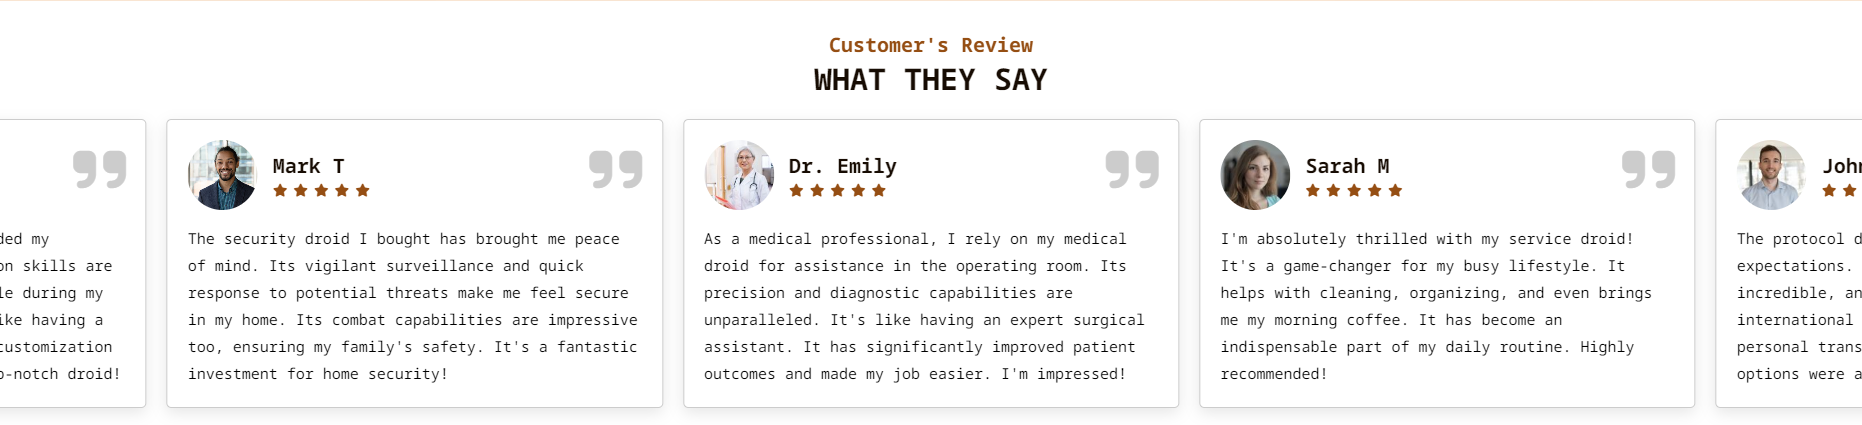 Customer's Review
WHAT THEY SAY
ded my
on skills are
le during my
ike having a
customization
p-notch droid!
Mark T
The security droid I bought has brought me peace
of mind. Its vigilant surveillance and quick
response to potential threats make me feel secure
in my home. Its combat capabilities are impressive
too, ensuring my family's safety. It's a fantastic
investment for home security!
Dr. Emily
As a medical professional, I rely on my medical
droid for assistance in the operating room. Its
precision and diagnostic capabilities are
unparalleled. It's like having an expert surgical
assistant. It has significantly improved patient
outcomes and made my job easier. I'm impressed!
Sarah M
I'm absolutely thrilled with my service droid!
It's a game-changer for my busy lifestyle. It
helps with cleaning, organizing, and even brings
me my morning coffee. It has become an
indispensable part of my daily routine. Highly
recommended!
John
The protocol d
expectations.
incredible, an
international
personal trans
options were a